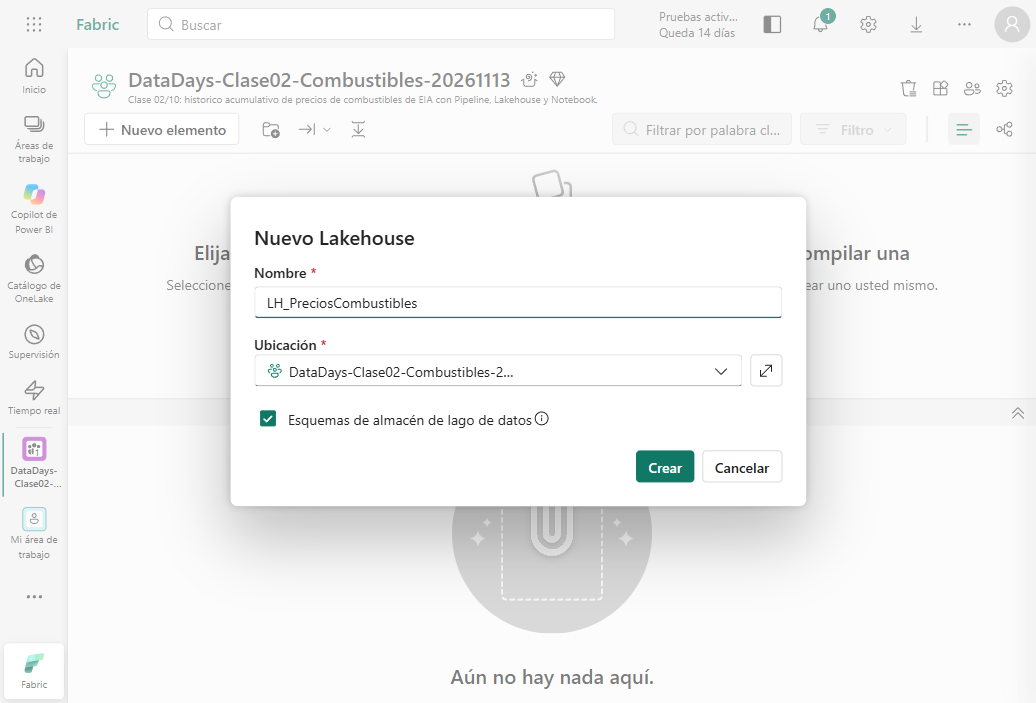 Fabric
Buscar
Pruebas activ...
Queda 14 días
1
Inicio
Áreas de
trabajo
Copilot de
Power BI
Catálogo de
OneLake
Supervisión
Tiempo real
DataDays-
Clase02-...
Mi área de
trabajo
Fabric
DataDays-Clase02-Combustibles-20261113
Clase 02/10: historico acumulativo de precios de combustibles de EIA con Pipeline, Lakehouse y Notebook.
Nuevo elemento
Filtrar por palabra cl...
Filtro
Elija
ompilar una
Seleccione
ear uno usted mismo.
Nuevo Lakehouse
Nombre *
LH_PreciosCombustibles
Ubicación *
DataDays-Clase02-Combustibles-2...
Esquemas de almacén de lago de datos
Crear
Cancelar
Aún no hay nada aquí.